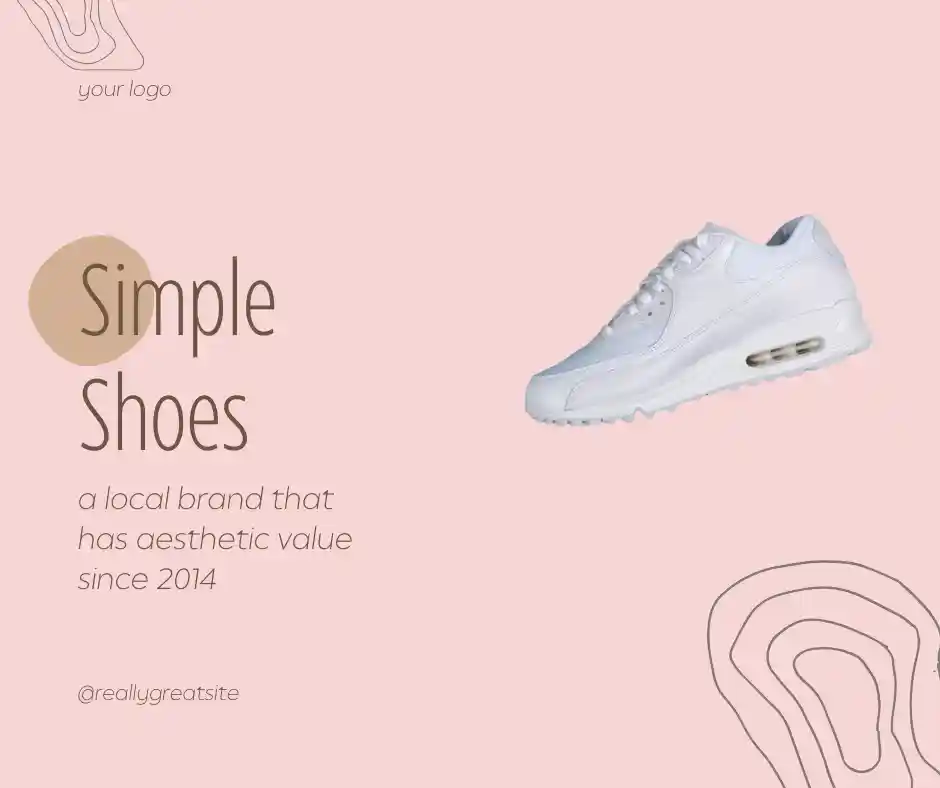 your logo
Simple
Shoes
a local brand that
has aesthetic value
since 2014
@reallygreatsite